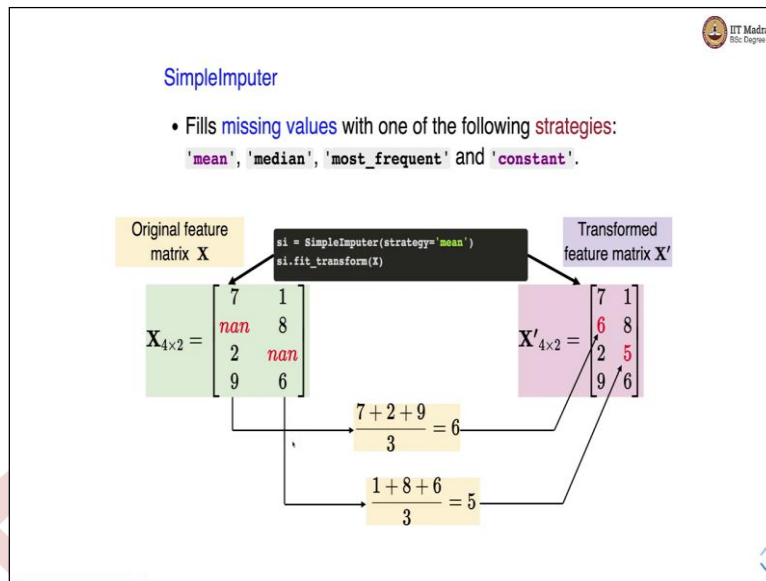 IIT Madra
BSc Degree
SimpleImputer
• Fills missing values with one of the following strategies:
'mean', 'median', 'most_frequent' and 'constant'.
Original feature
matrix X
si = SimpleImputer(strategy='mean')
si.fit_transform(X)
Transformed
feature matrix X'
X4×2 =
7 1
nan 8
2 nan
9 6
X'4×2 =
7 1
6 8
2 5
9 6
7 + 2 + 9 / 3 = 6
1 + 8 + 6 / 3 = 5